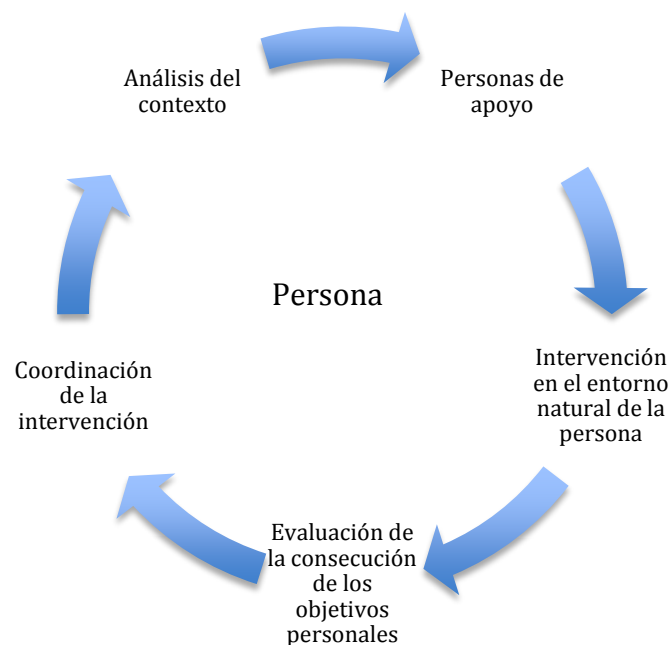 Análisis del
contexto
Personas de
apoyo
Persona
Intervención
en el entorno
natural de la
persona
Evaluación de
la consecución
de los
objetivos
personales
Coordinación
de la
intervención